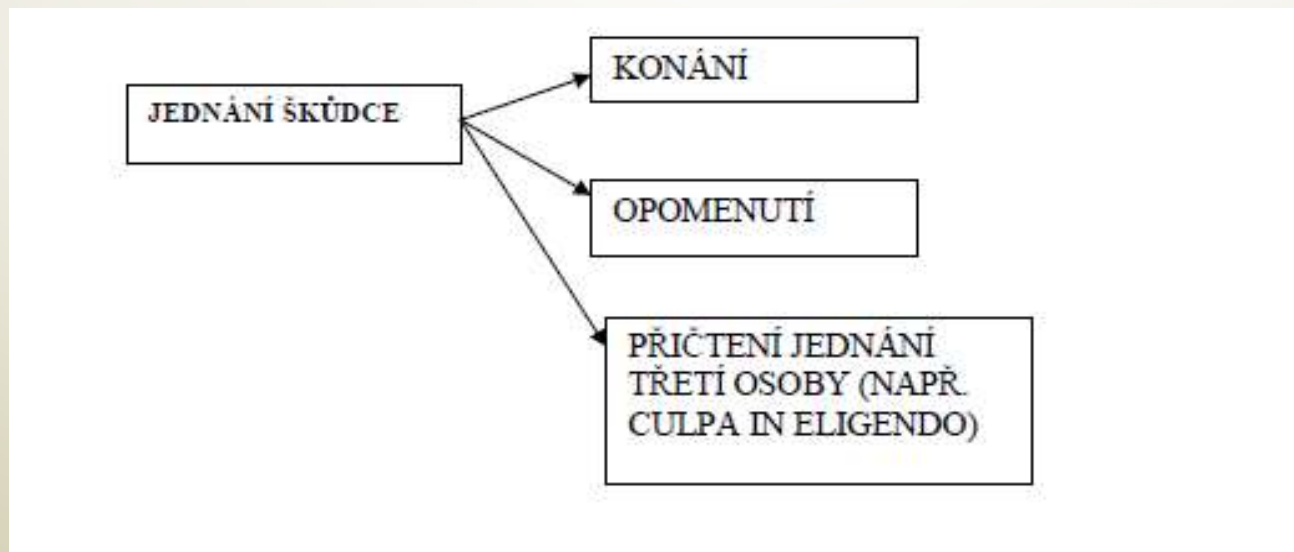 JEDNÁNÍ ŠKŮDCE
KONÁNÍ
OPOMENUTÍ
PŘIČTENÍ JEDNÁNÍ
TŘETÍ OSOBY (NAPŘ.
CULPA IN ELIGENDO)